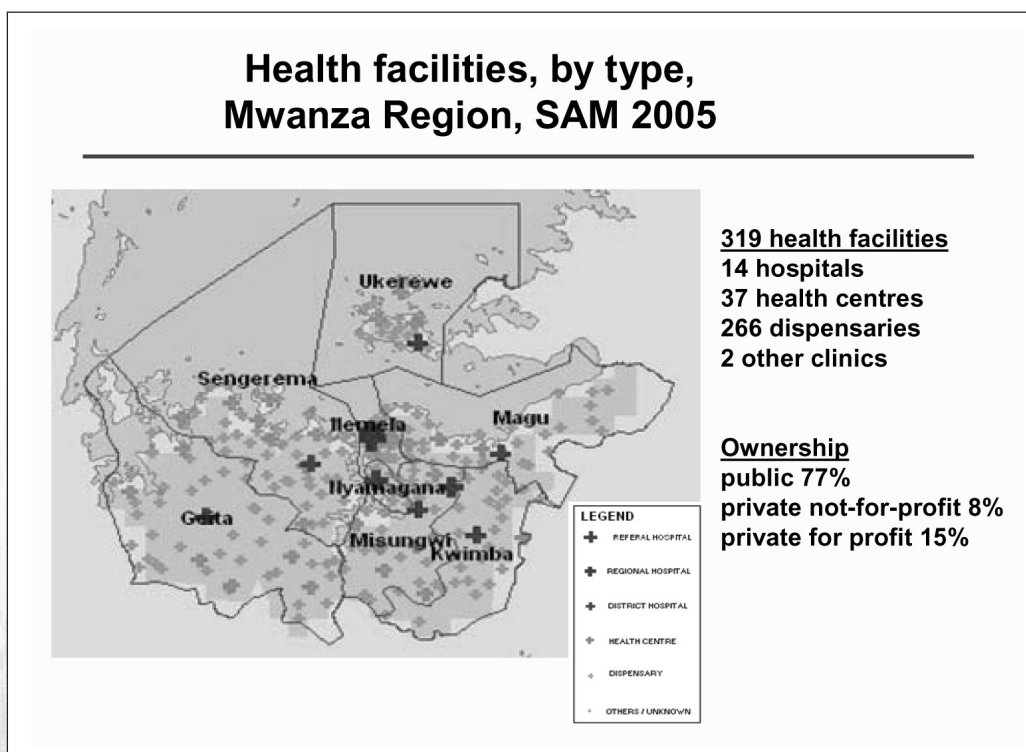 Health facilities, by type,
Mwanza Region, SAM 2005
319 health facilities
14 hospitals
37 health centres
266 dispensaries
2 other clinics
Ownership
public 77%
private not-for-profit 8%
private for profit 15%
Ukerewe
Sengerema
Ilemela
Magu
Nyamagana
Geita
Misungwi
Kwimba
LEGEND
REFERAL HOSPITAL
REGIONAL HOSPITAL
DISTRICT HOSPITAL
HEALTH CENTRE
DISPENSARY
OTHERS / UNKNOWN